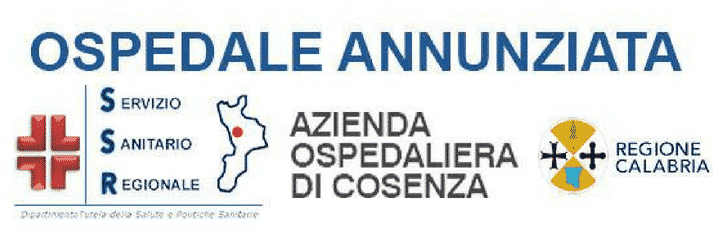 OSPEDALE ANNUNZIATA
SERVIZIO
SANITARIO
REGIONALE
Dipartimento Tutela della Salute e Politiche Sanitarie
AZIENDA
OSPEDALIERA
DI COSENZA
REGIONE
CALABRIA